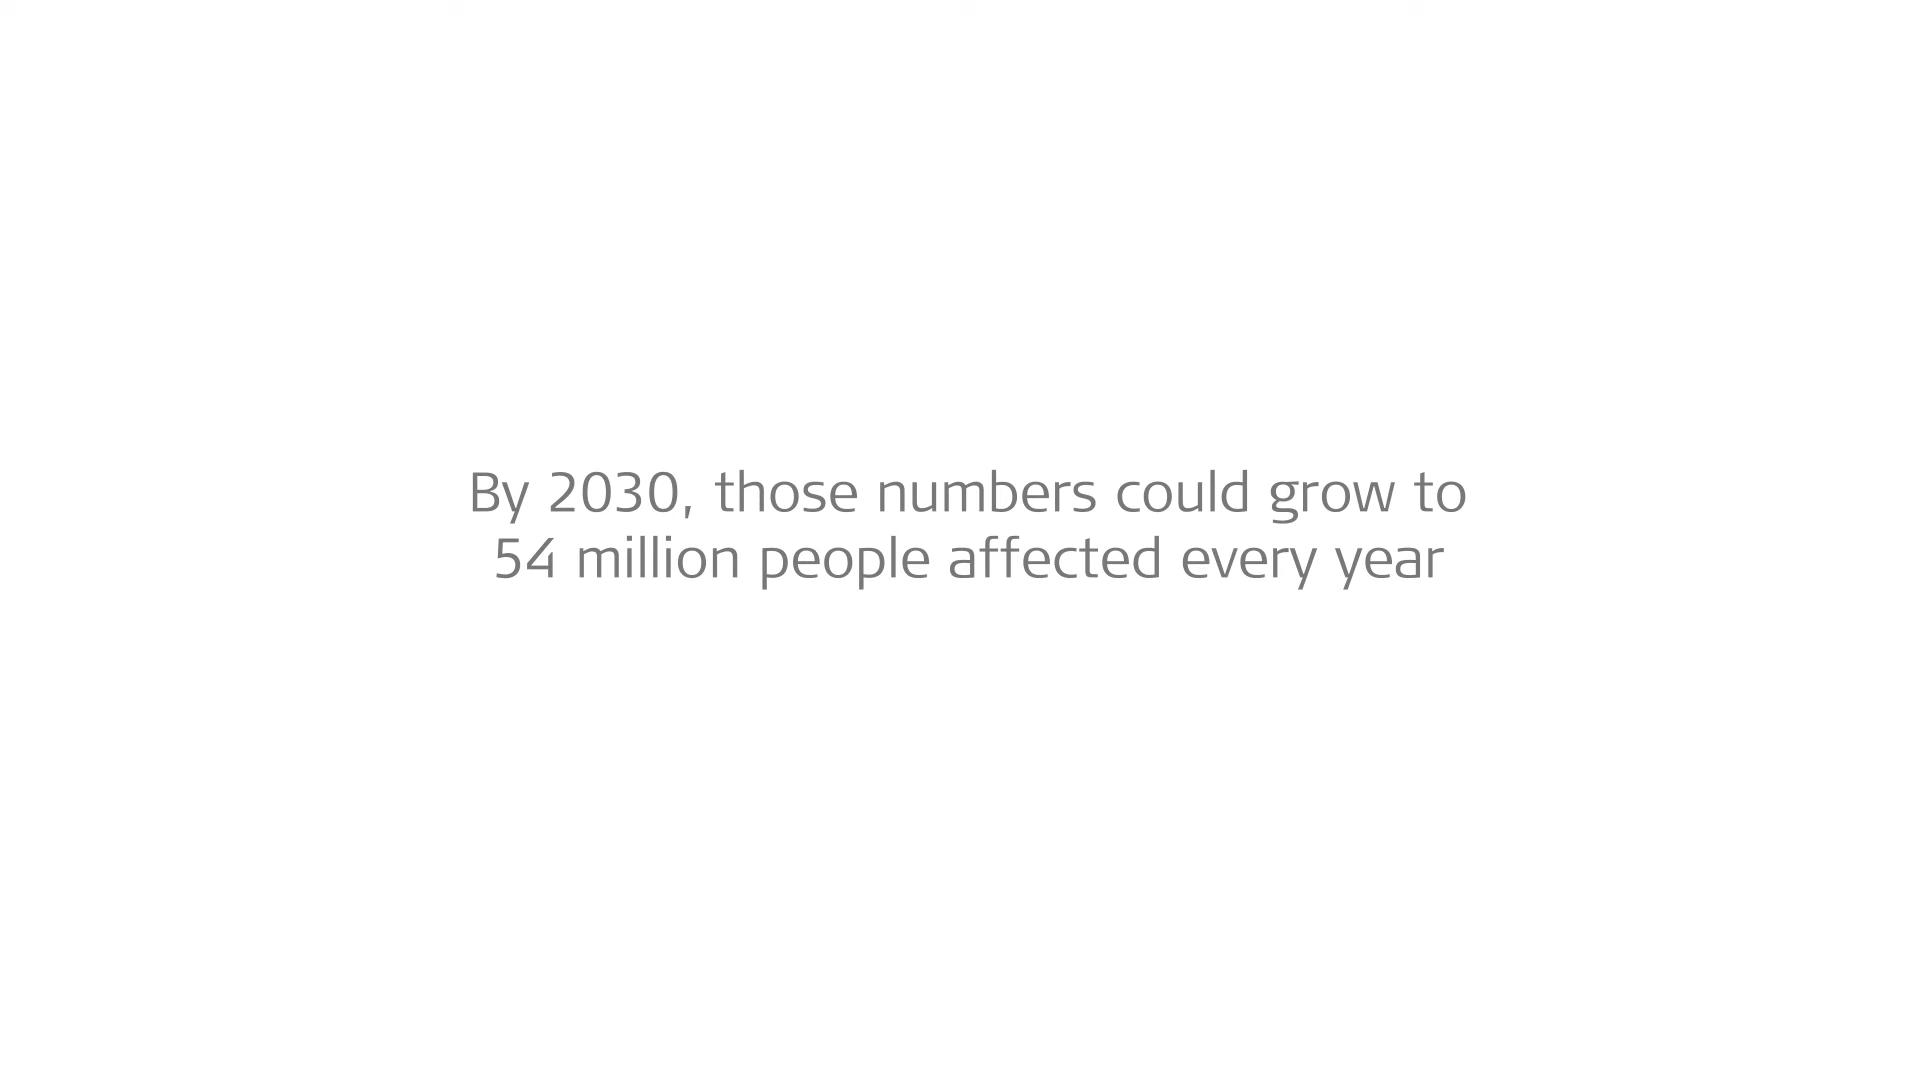 By 2030, those numbers could grow to
54 million people affected every year